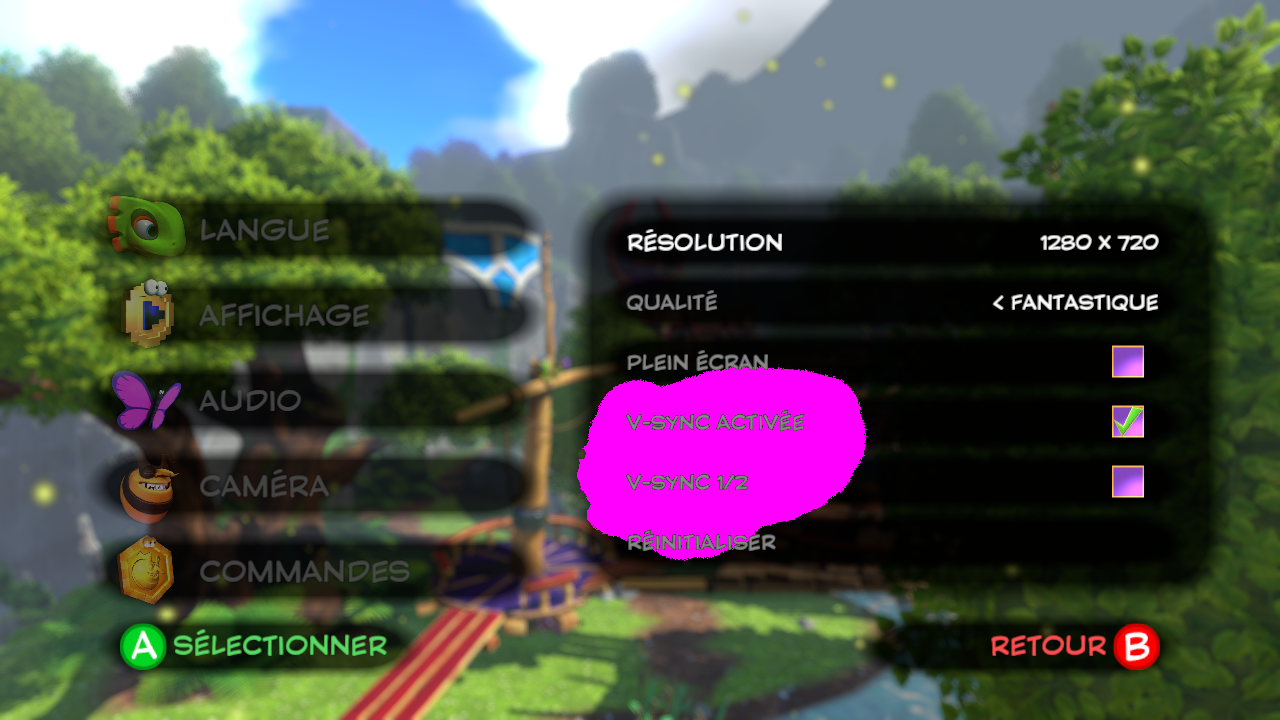 LANGUE
AFFICHAGE
AUDIO
CAMÉRA
COMMANDES
RÉSOLUTION 1280 X 720
QUALITÉ < FANTASTIQUE
PLEIN ÉCRAN
V-SYNC ACTIVÉE
V-SYNC 1/2
RÉINITIALISER
A SÉLECTIONNER
RETOUR B